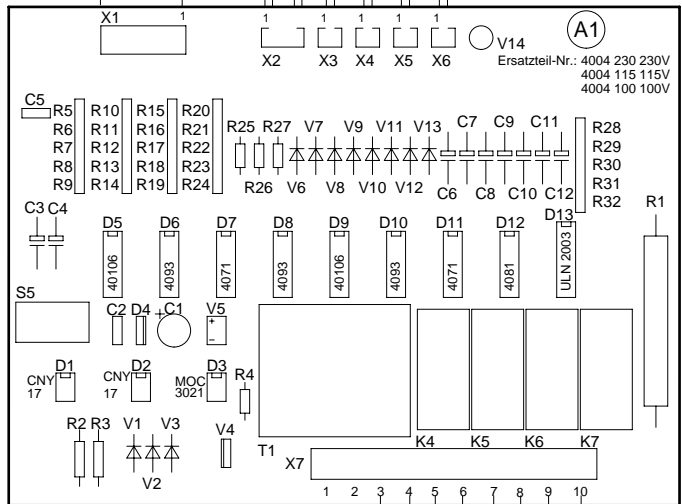 X1
1
1
1
1
1
1
X2
X3
X4
X5
X6
V14
A1
Ersatzteil-Nr.: 4004 230 230V
4004 115 115V
4004 100 100V
C5
R5
R6
R7
R8
R9
R10
R11
R12
R13
R14
R15
R16
R17
R18
R19
R20
R21
R22
R23
R24
R25
R27
R26
V7
V9
V11
V13
V6
V8
V10
V12
C7
C9
C11
C6
C8
C10
C12
R28
R29
R30
R31
R32
R1
C3
C4
D5
D6
D7
D8
D9
D10
D11
D12
D13
40106
4093
4071
4093
40106
4093
4071
4081
ULN 2003
S5
C2
D4
+
C1
V5
+
–
D1
D2
D3
CNY
17
CNY
17
MOC
3021
R4
R2
R3
V1
V3
V2
V4
T1
K4
K5
K6
K7
X7
1 2 3 4 5 6 7 8 9 10